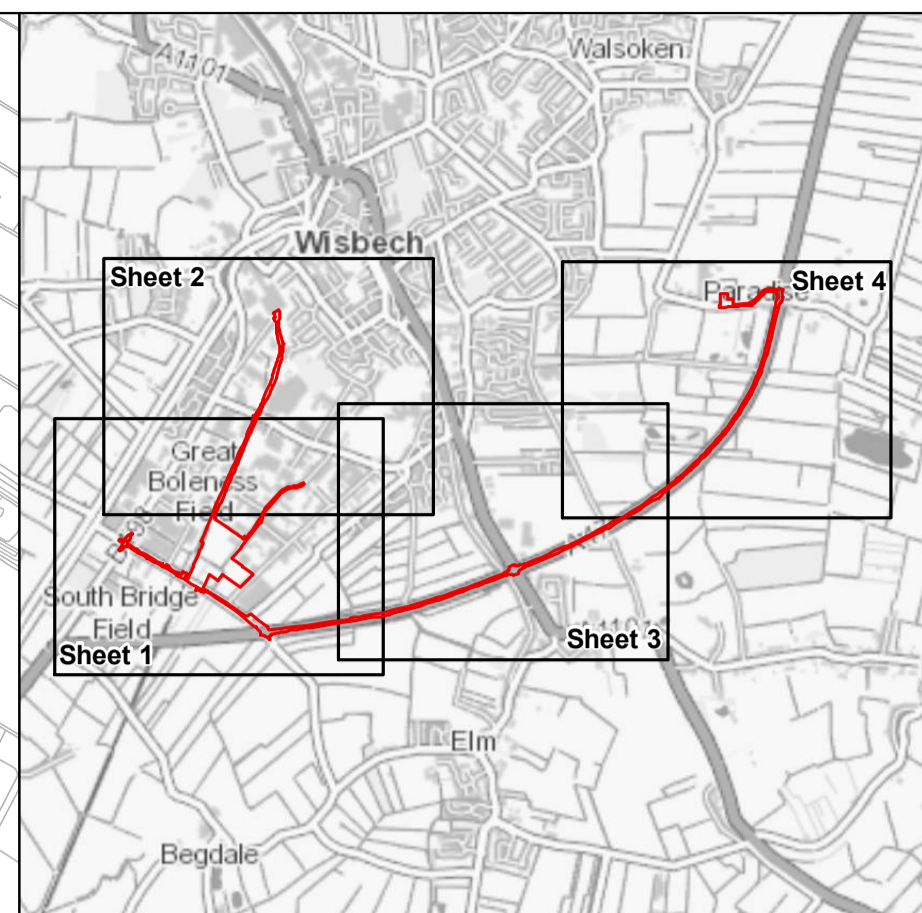 A1101
Walsoken
Wisbech
Sheet 2
Paradise
Sheet 4
Great
Boleness
Field
South Bridge
Field
Sheet 1
A47
A1101
Sheet 3
Elm
Begdale